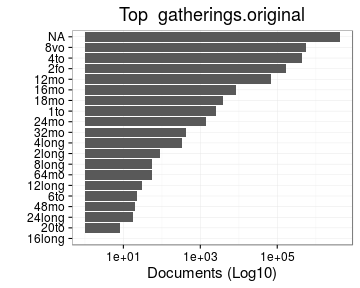 Top  gatherings.original
NA
8vo
4to
2fo
12mo
16mo
18mo
1to
24mo
32mo
4long
2long
8long
64mo
12long
6to
48mo
24long
20to
16long
1e+01 1e+03 1e+05
Documents (Log10)